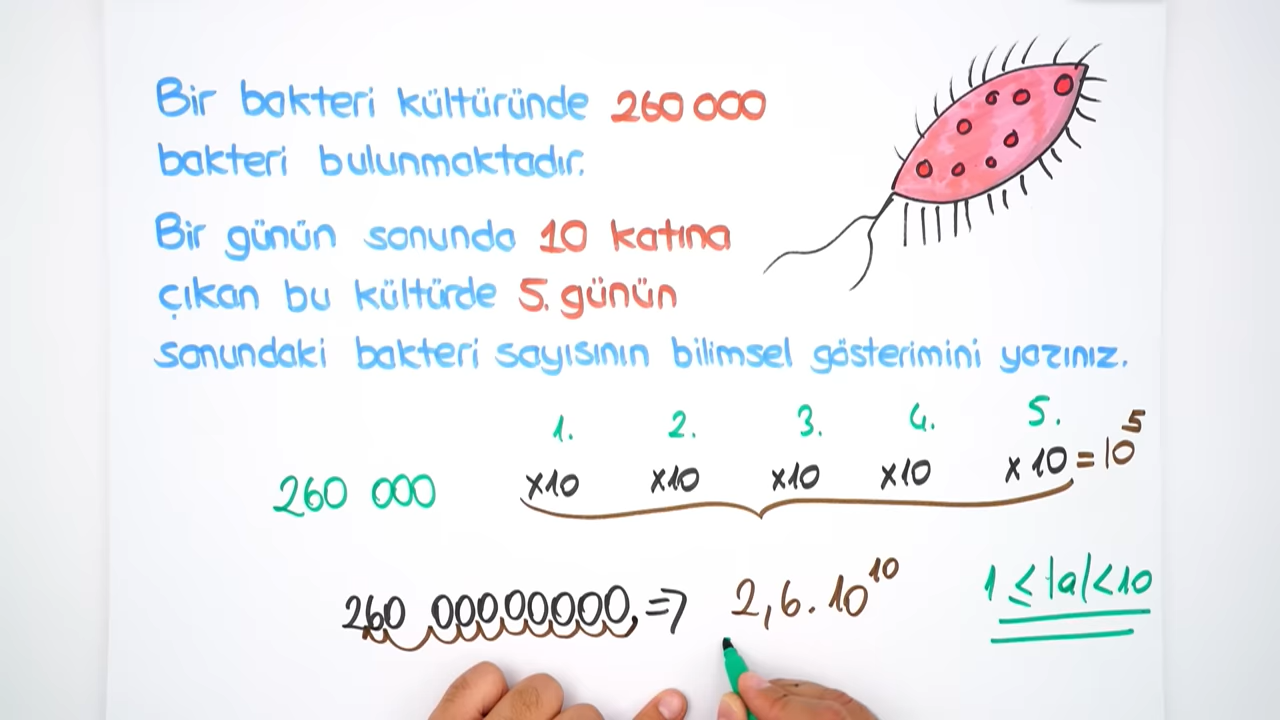 Bir bakteri kültüründe 260 000
bakteri bulunmaktadır.
Bir günün sonunda 10 katına
çıkan bu kültürde 5. günün
sonundaki bakteri sayısının bilimsel gösterimini yazınız.
1. 2. 3. 4. 5.
260 000 x10 x10 x10 x10 x10 = 10⁵
260 00000000, => 2,6.10¹⁰ 1 ≤ |a| < 10